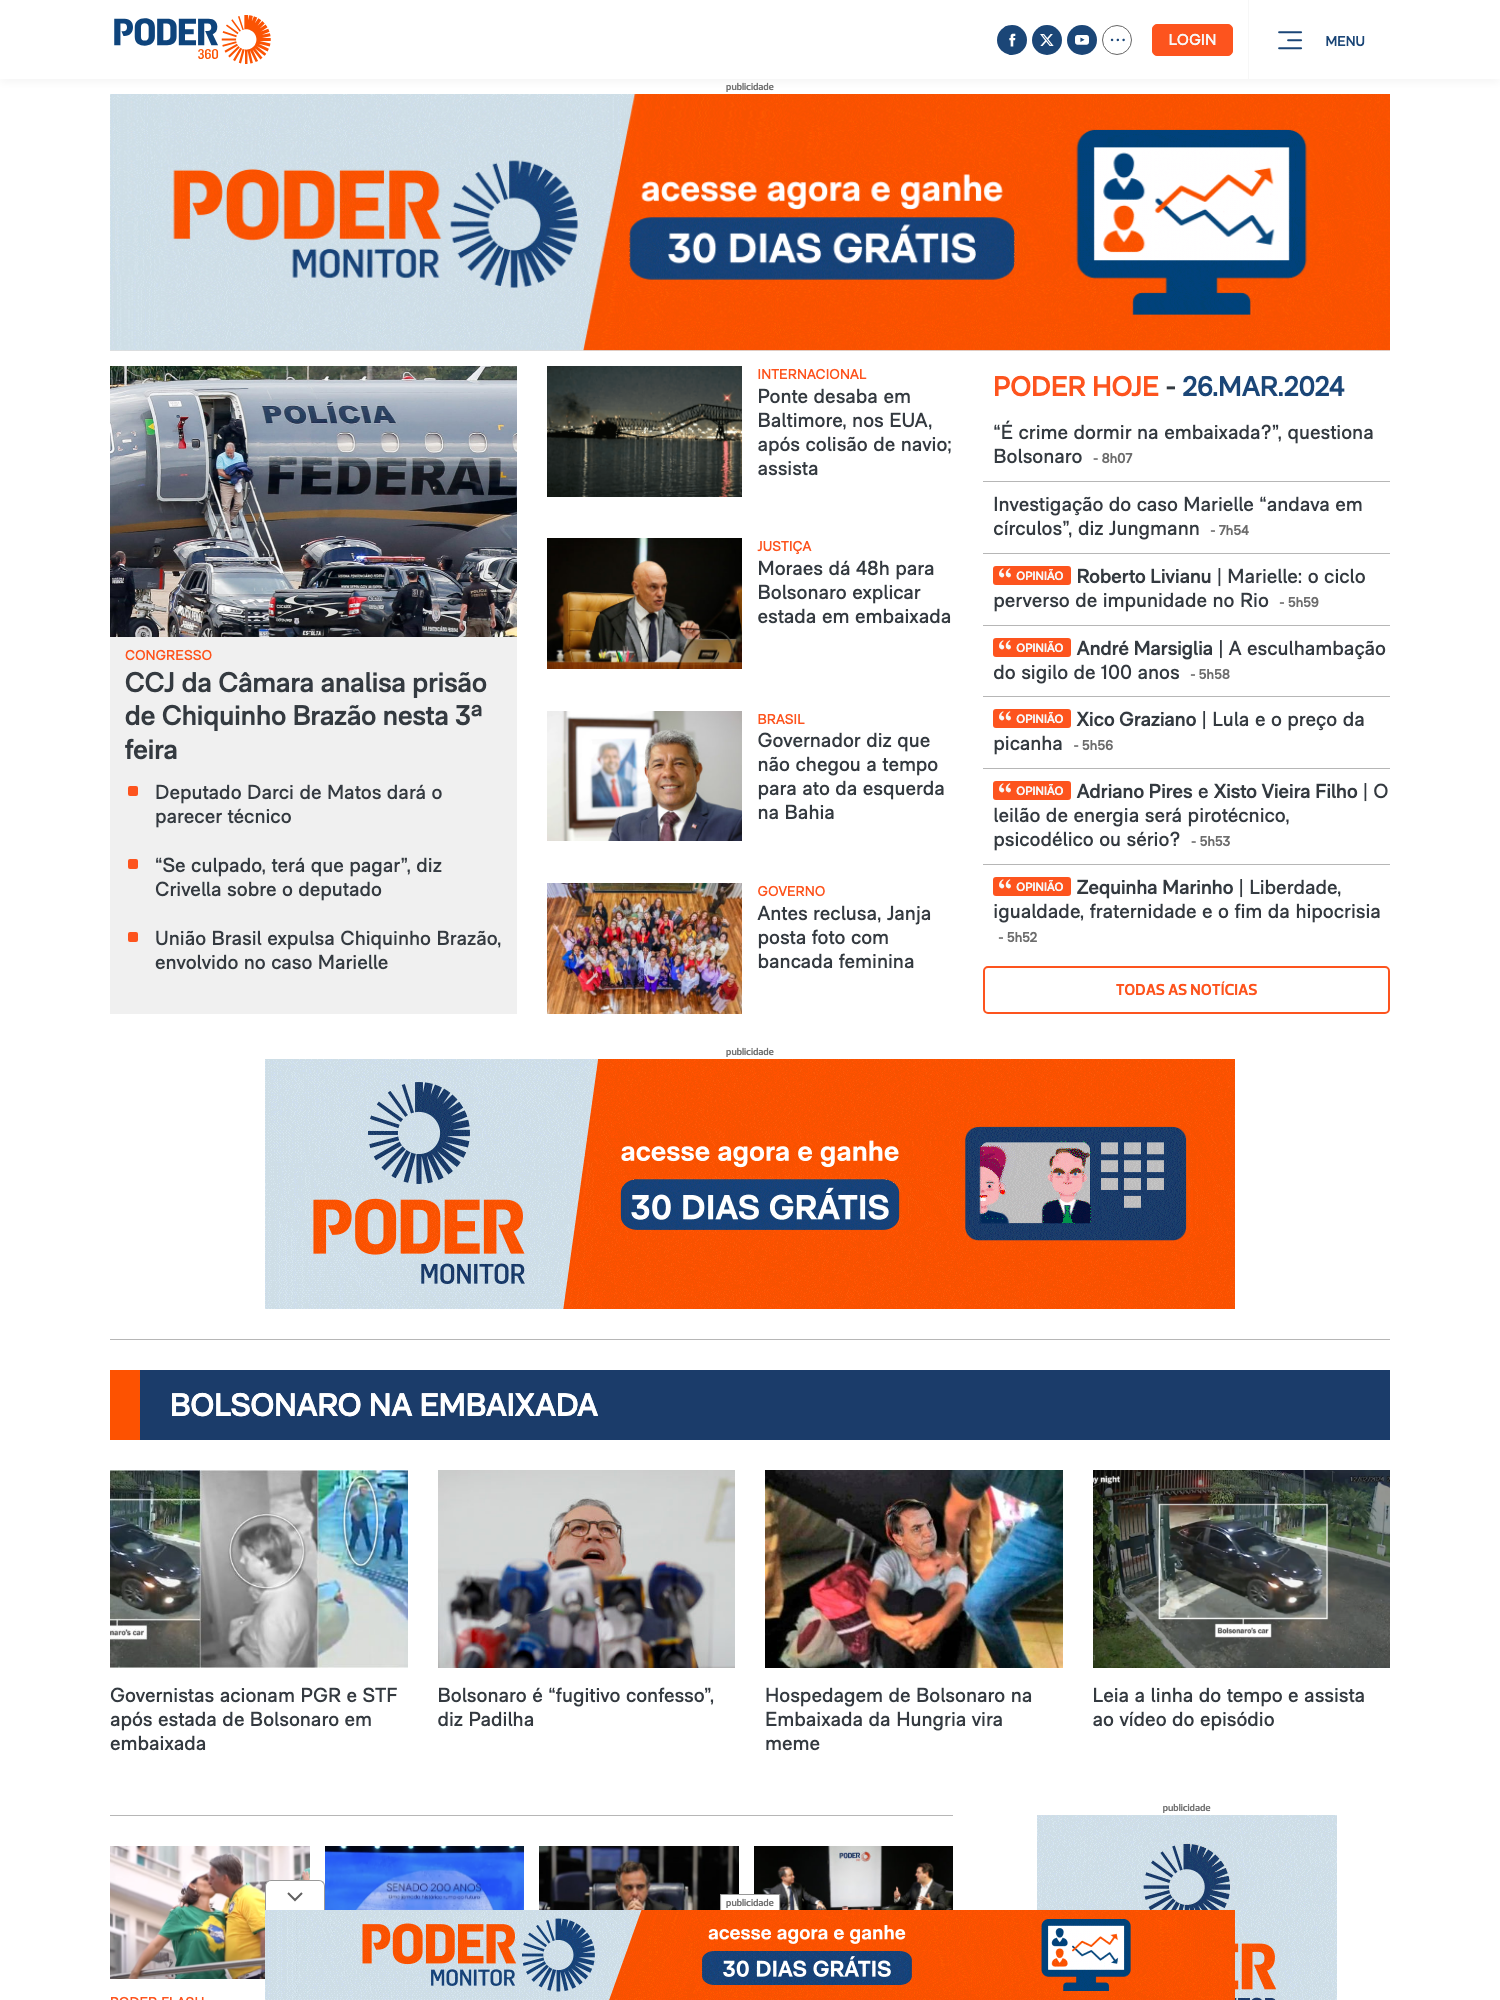 PODER
360
LOGIN
MENU
publicidade
PODER
MONITOR
acesse agora e ganhe
30 DIAS GRÁTIS
POLÍCIA
FEDERAL
CONGRESSO
CCJ da Câmara analisa prisão
de Chiquinho Brazão nesta 3ª
feira
Deputado Darci de Matos dará o
parecer técnico
“Se culpado, terá que pagar”, diz
Crivella sobre o deputado
União Brasil expulsa Chiquinho Brazão,
envolvido no caso Marielle
INTERNACIONAL
Ponte desaba em
Baltimore, nos EUA,
após colisão de navio;
assista
JUSTIÇA
Moraes dá 48h para
Bolsonaro explicar
estada em embaixada
BRASIL
Governador diz que
não chegou a tempo
para ato da esquerda
na Bahia
GOVERNO
Antes reclusa, Janja
posta foto com
bancada feminina
PODER HOJE - 26.MAR.2024
“É crime dormir na embaixada?”, questiona
Bolsonaro - 8h07
Investigação do caso Marielle “andava em
círculos”, diz Jungmann - 7h54
OPINIÃO Roberto Livianu | Marielle: o ciclo
perverso de impunidade no Rio - 5h59
OPINIÃO André Marsiglia | A esculhambação
do sigilo de 100 anos - 5h58
OPINIÃO Xico Graziano | Lula e o preço da
picanha - 5h56
OPINIÃO Adriano Pires e Xisto Vieira Filho | O
leilão de energia será pirotécnico,
psicodélico ou sério? - 5h53
OPINIÃO Zequinha Marinho | Liberdade,
igualdade, fraternidade e o fim da hipocrisia
- 5h52
TODAS AS NOTÍCIAS
publicidade
PODER
MONITOR
acesse agora e ganhe
30 DIAS GRÁTIS
BOLSONARO NA EMBAIXADA
naro's car
Governistas acionam PGR e STF
após estada de Bolsonaro em
embaixada
Bolsonaro é “fugitivo confesso”,
diz Padilha
Hospedagem de Bolsonaro na
Embaixada da Hungria vira
meme
y night
Bolsonaro's car
Leia a linha do tempo e assista
ao vídeo do episódio
publicidade
SENADO 200 ANOS
PODER
publicidade
PODER
MONITOR
acesse agora e ganhe
30 DIAS GRÁTIS
ER
PODER FLASH